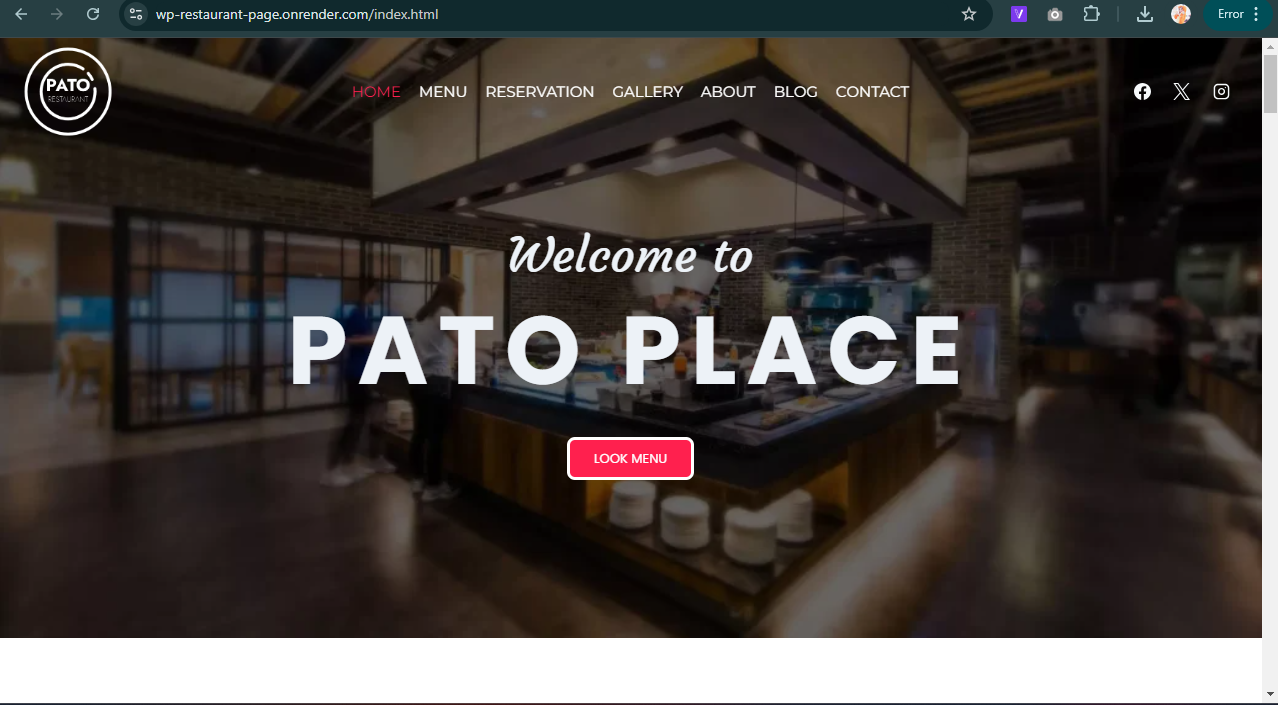 wp-restaurant-page.onrender.com/index.html
Error
PATO
RESTAURANT
HOME MENU RESERVATION GALLERY ABOUT BLOG CONTACT
Welcome to
PATO PLACE
LOOK MENU